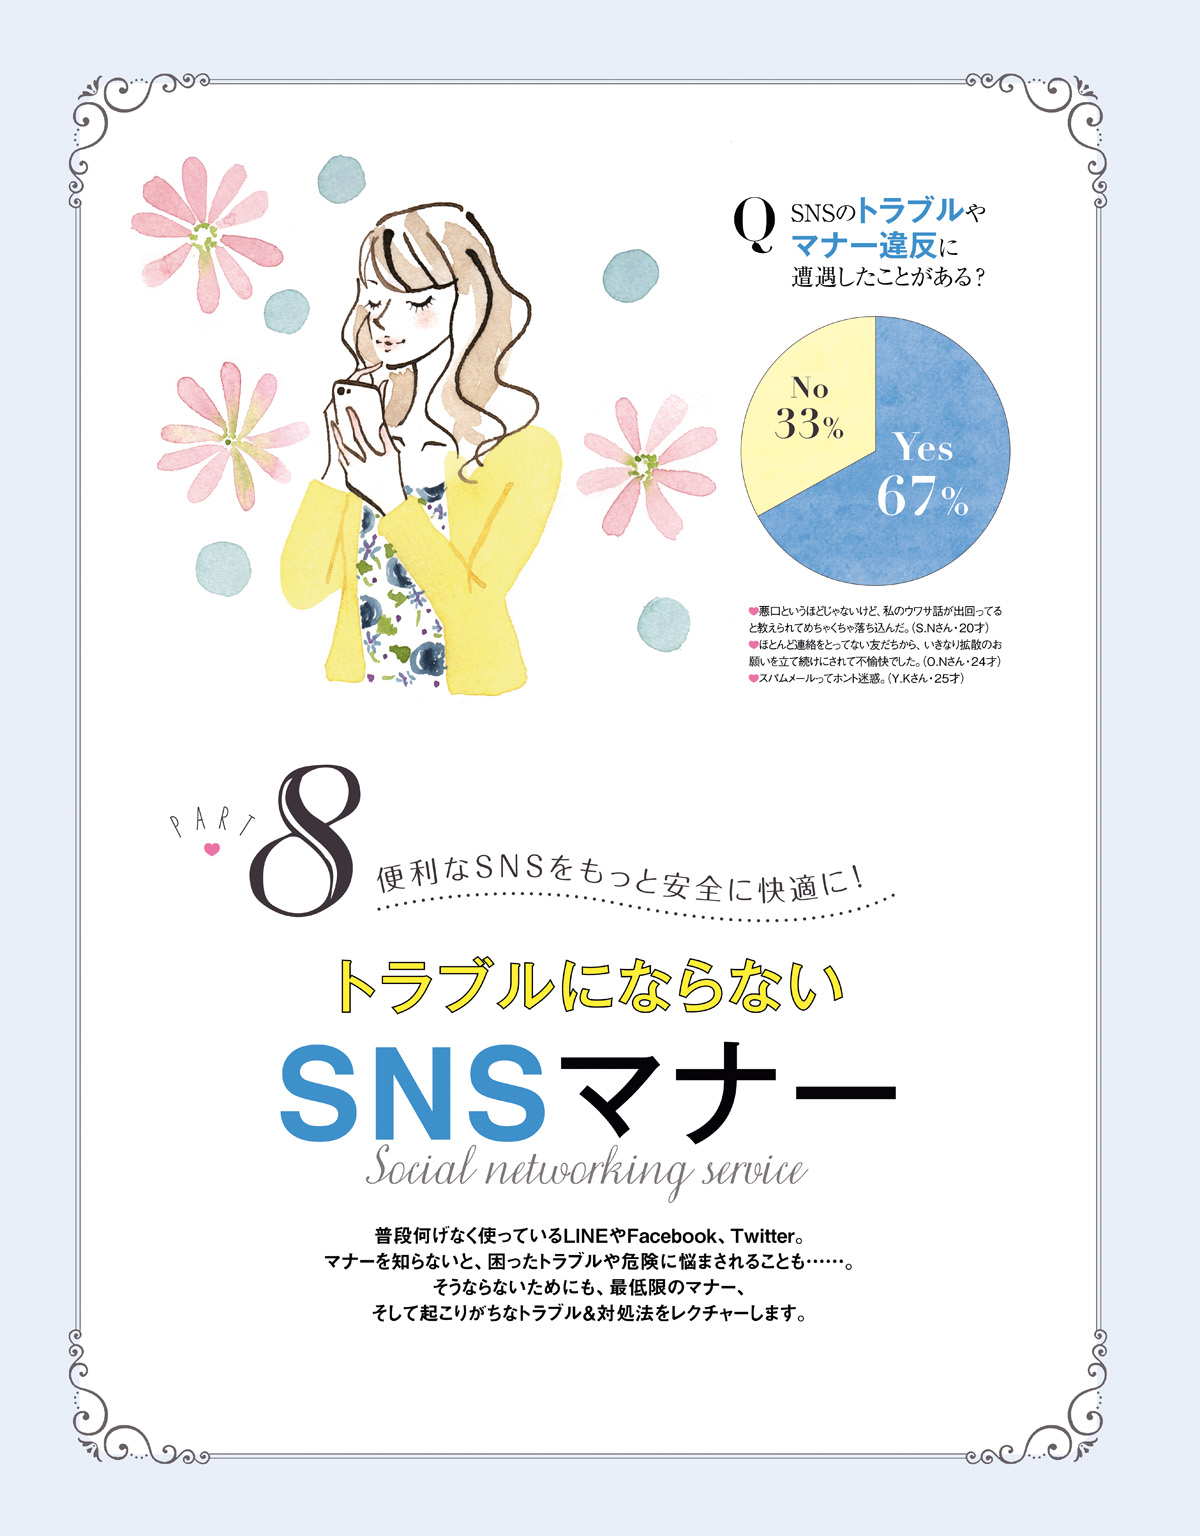 Q SNSのトラブルや
マナー違反に
遭遇したことがある?
No
33%
Yes
67%
♥悪口というほどじゃないけど、私のウワサ話が出回ってる
と教えられてめちゃくちゃ落ち込んだ。(S.Nさん・20才)
♥ほとんど連絡をとってない友だちから、いきなり拡散のお
願いを立て続けにされて不愉快でした。(O.Nさん・24才)
♥スパムメールってホント迷惑。(Y.Kさん・25才)
PART 8
便利なSNSをもっと安全に快適に!
トラブルにならない
SNSマナー
Social networking service
普段何げなく使っているLINEやFacebook、Twitter。
マナーを知らないと、困ったトラブルや危険に悩まされることも……。
そうならないためにも、最低限のマナー、
そして起こりがちなトラブル&対処法をレクチャーします。